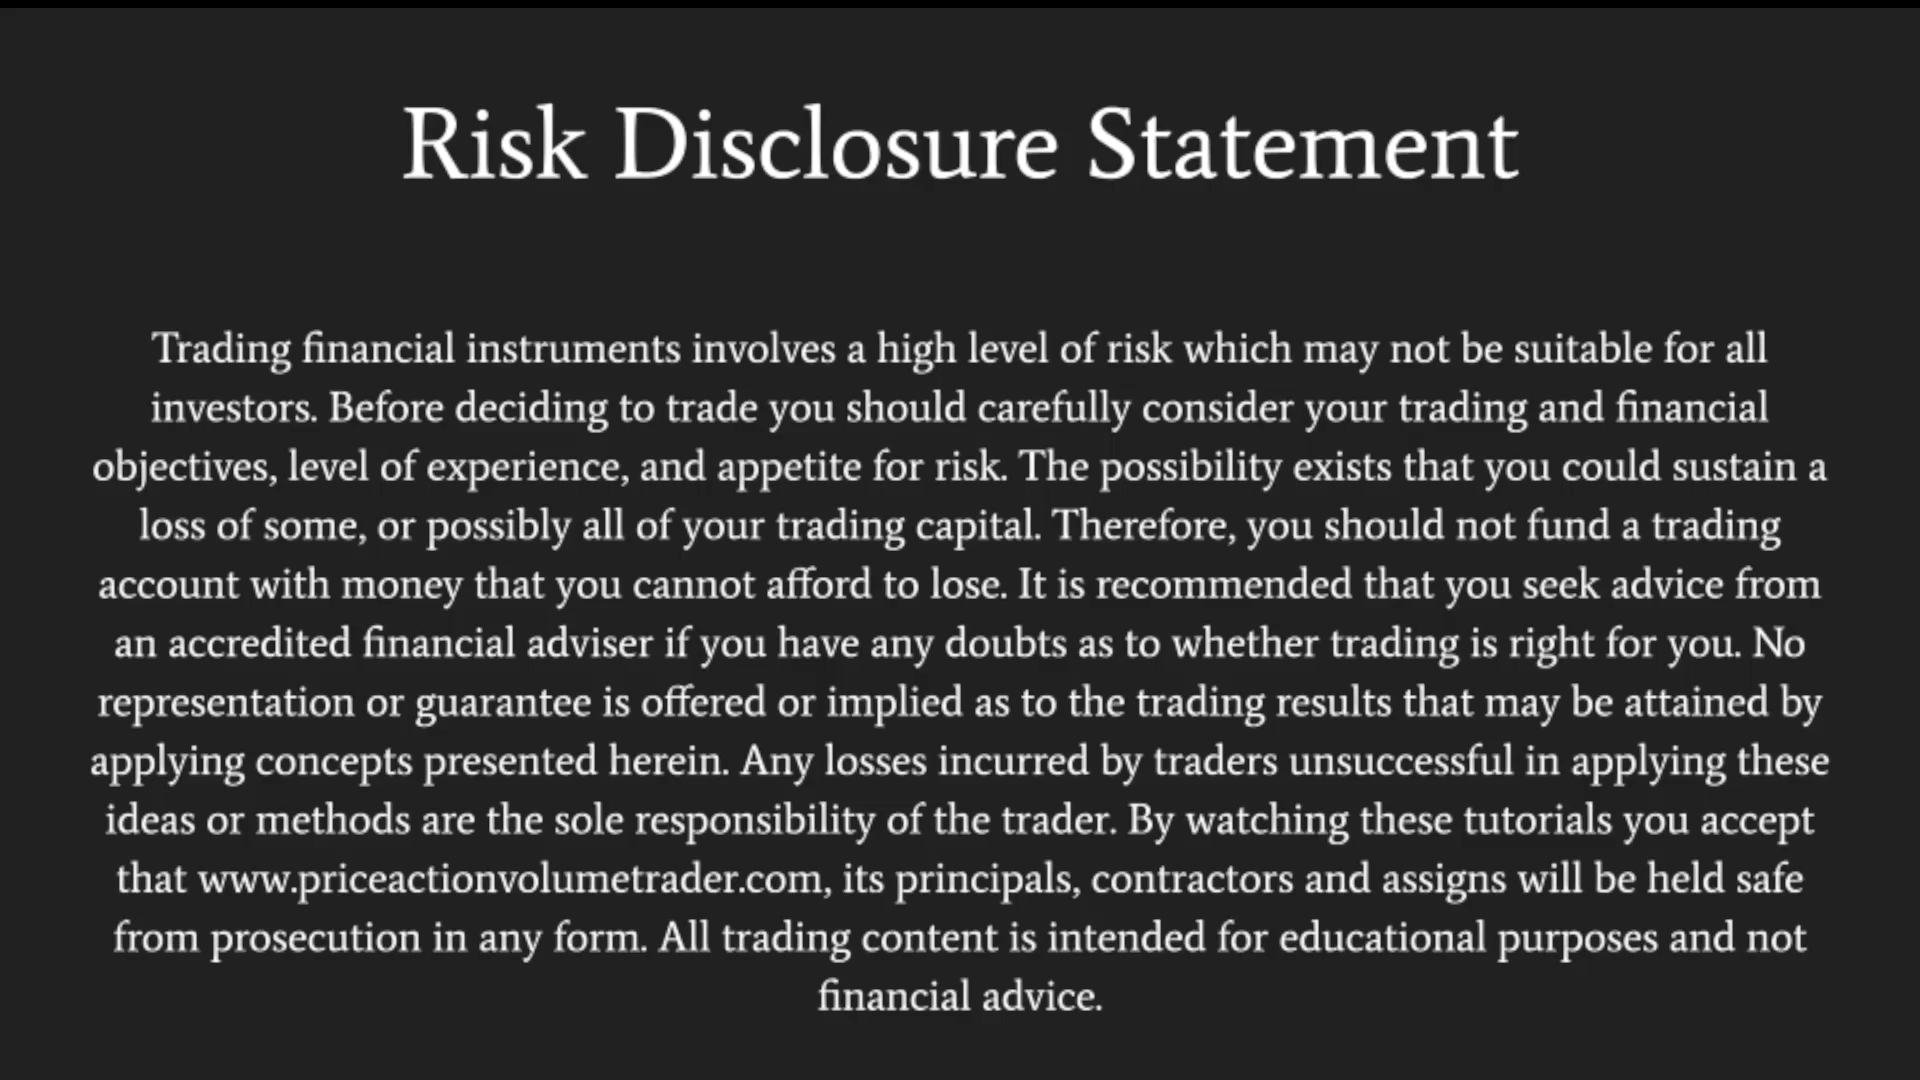 Risk Disclosure Statement
Trading financial instruments involves a high level of risk which may not be suitable for all
investors. Before deciding to trade you should carefully consider your trading and financial
objectives, level of experience, and appetite for risk. The possibility exists that you could sustain a
loss of some, or possibly all of your trading capital. Therefore, you should not fund a trading
account with money that you cannot afford to lose. It is recommended that you seek advice from
an accredited financial adviser if you have any doubts as to whether trading is right for you. No
representation or guarantee is offered or implied as to the trading results that may be attained by
applying concepts presented herein. Any losses incurred by traders unsuccessful in applying these
ideas or methods are the sole responsibility of the trader. By watching these tutorials you accept
that www.priceactionvolumetrader.com, its principals, contractors and assigns will be held safe
from prosecution in any form. All trading content is intended for educational purposes and not
financial advice.